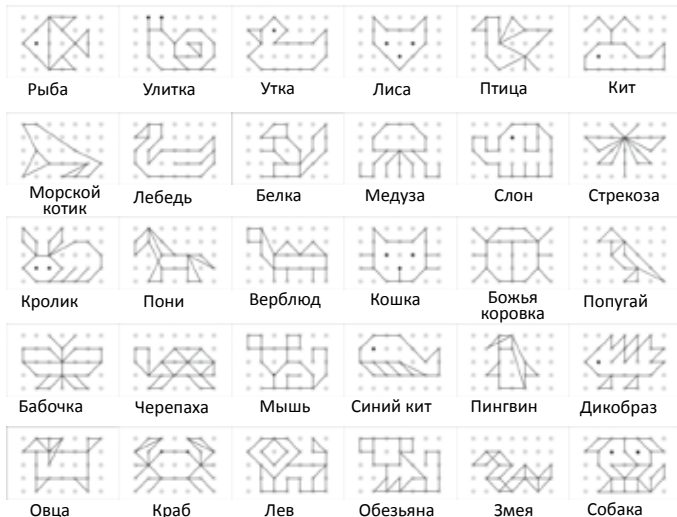 Рыба Улитка Утка Лиса Птица Кит
Морской котик Лебедь Белка Медуза Слон Стрекоза
Кролик Пони Верблюд Кошка Божья коровка Попугай
Бабочка Черепаха Мышь Синий кит Пингвин Дикобраз
Овца Краб Лев Обезьяна Змея Собака